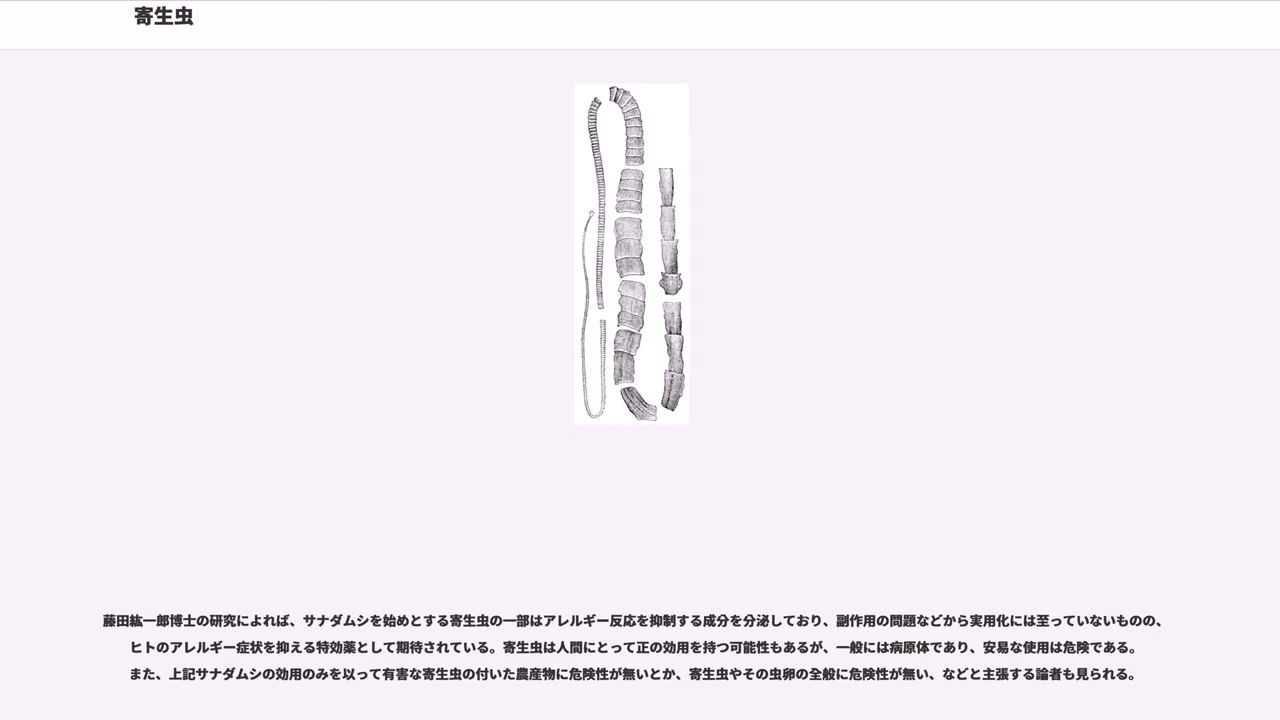 寄生虫
藤田紘一郎博士の研究によれば、サナダムシを始めとする寄生虫の一部はアレルギー反応を抑制する成分を分泌しており、副作用の問題などから実用化には至っていないものの、
ヒトのアレルギー症状を抑える特効薬として期待されている。寄生虫は人間にとって正の効用を持つ可能性もあるが、一般には病原体であり、安易な使用は危険である。
また、上記サナダムシの効用のみを以って有害な寄生虫の付いた農産物に危険性が無いとか、寄生虫やその虫卵の全般に危険性が無い、などと主張する論者も見られる。